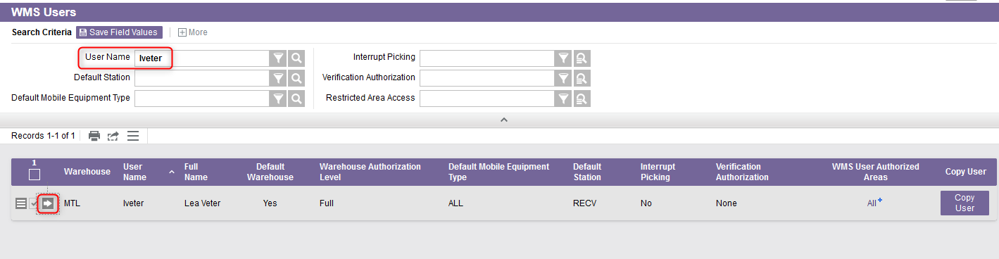 WMS Users
Search Criteria Save Field Values More
User Name lveter Interrupt Picking
Default Station Verification Authorization
Default Mobile Equipment Type Restricted Area Access
Records 1-1 of 1
1 Warehouse User Name Full Name Default Warehouse Warehouse Authorization Level Default Mobile Equipment Type Default Station Interrupt Picking Verification Authorization WMS User Authorized Areas Copy User
MTL lveter Lea Veter Yes Full ALL RECV No None All+ Copy User